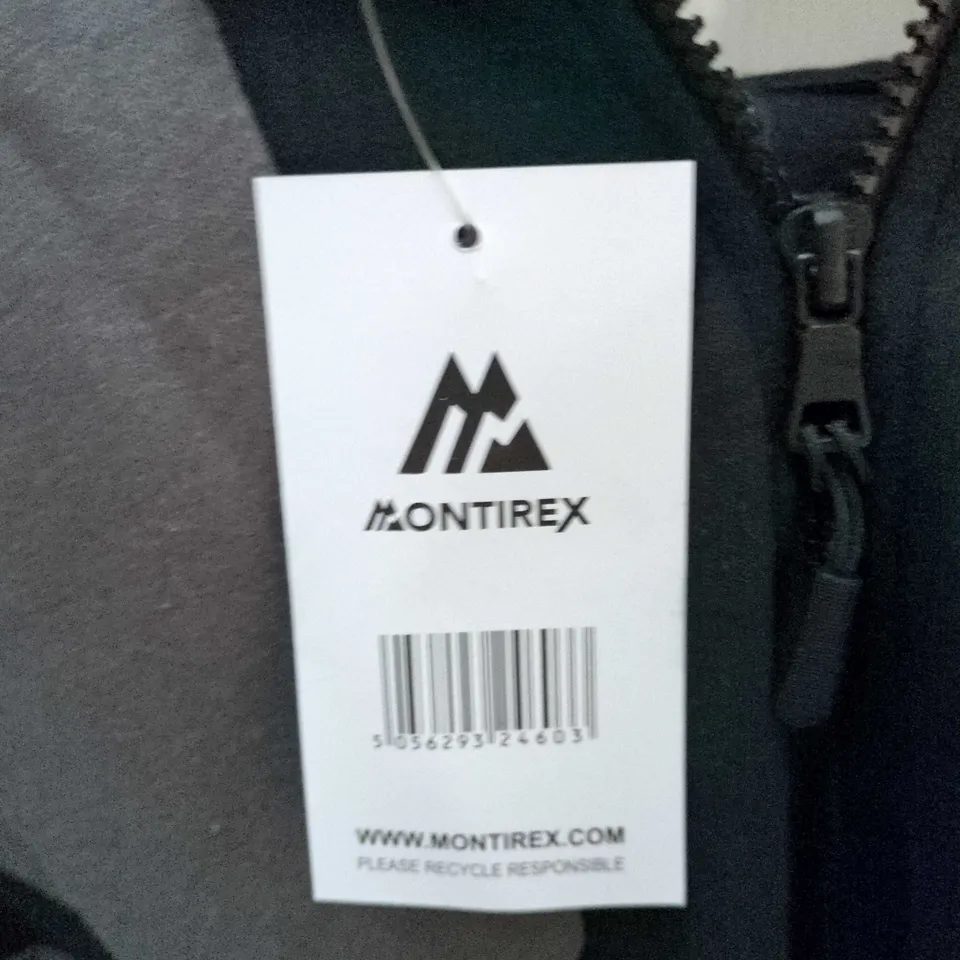 MONTIREX
5 056293 24603
WWW.MONTIREX.COM
PLEASE RECYCLE RESPONSIBLE